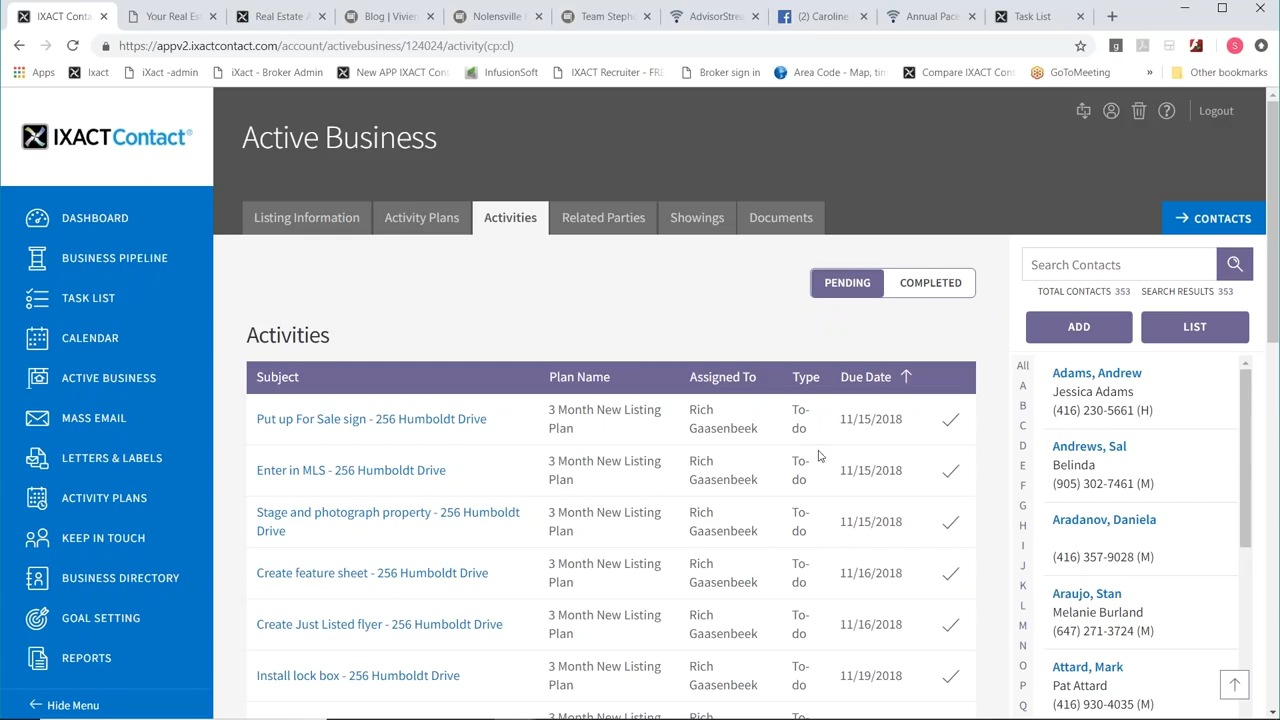 IXACT Conta
Your Real Est
Real Estate A
Blog | Vivien
Nolensville
Team Steph
AdvisorStrea
(2) Caroline
Annual Pace
Task List
https://appv2.ixactcontact.com/account/activebusiness/124024/activity(cp:cl)
Apps
Ixact
iXact -admin
iXact - Broker Admin
New APP IXACT Con
InfusionSoft
IXACT Recruiter - FRE
Broker sign in
Area Code - Map, tim
Compare IXACT Con
GoToMeeting
»
Other bookmarks
IXACTContact®
Active Business
Logout
Listing Information
Activity Plans
Activities
Related Parties
Showings
Documents
CONTACTS
DASHBOARD
BUSINESS PIPELINE
TASK LIST
CALENDAR
ACTIVE BUSINESS
MASS EMAIL
LETTERS & LABELS
ACTIVITY PLANS
KEEP IN TOUCH
BUSINESS DIRECTORY
GOAL SETTING
REPORTS
Hide Menu
PENDING COMPLETED
Activities
Subject Plan Name Assigned To Type Due Date
Put up For Sale sign - 256 Humboldt Drive 3 Month New Listing Rich To- 11/15/2018
Plan Gaasenbeek do
Enter in MLS - 256 Humboldt Drive 3 Month New Listing Rich To- 11/15/2018
Plan Gaasenbeek do
Stage and photograph property - 256 Humboldt 3 Month New Listing Rich To- 11/15/2018
Drive Plan Gaasenbeek do
Create feature sheet - 256 Humboldt Drive 3 Month New Listing Rich To- 11/16/2018
Plan Gaasenbeek do
Create Just Listed flyer - 256 Humboldt Drive 3 Month New Listing Rich To- 11/16/2018
Plan Gaasenbeek do
Install lock box - 256 Humboldt Drive 3 Month New Listing Rich To- 11/19/2018
Plan Gaasenbeek do
Search Contacts
TOTAL CONTACTS 353 SEARCH RESULTS 353
ADD LIST
All
A
B
C
D
E
F
G
H
I
J
K
L
M
N
O
P
Q
Adams, Andrew
Jessica Adams
(416) 230-5661 (H)
Andrews, Sal
Belinda
(905) 302-7461 (M)
Aradanov, Daniela
(416) 357-9028 (M)
Araujo, Stan
Melanie Burland
(647) 271-3724 (M)
Attard, Mark
Pat Attard
(416) 930-4035 (M)